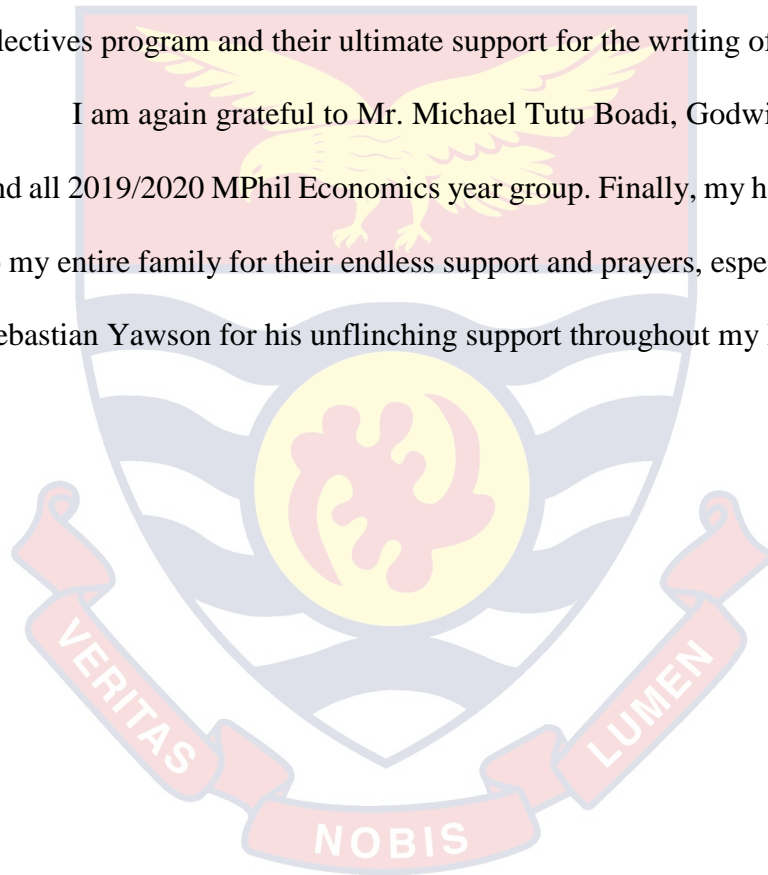 lectives program and their ultimate support for the writing of
I am again grateful to Mr. Michael Tutu Boadi, Godwi
nd all 2019/2020 MPhil Economics year group. Finally, my h
my entire family for their endless support and prayers, espe
ebastian Yawson for his unflinching support throughout my
VERITAS
NOBIS
LUMEN